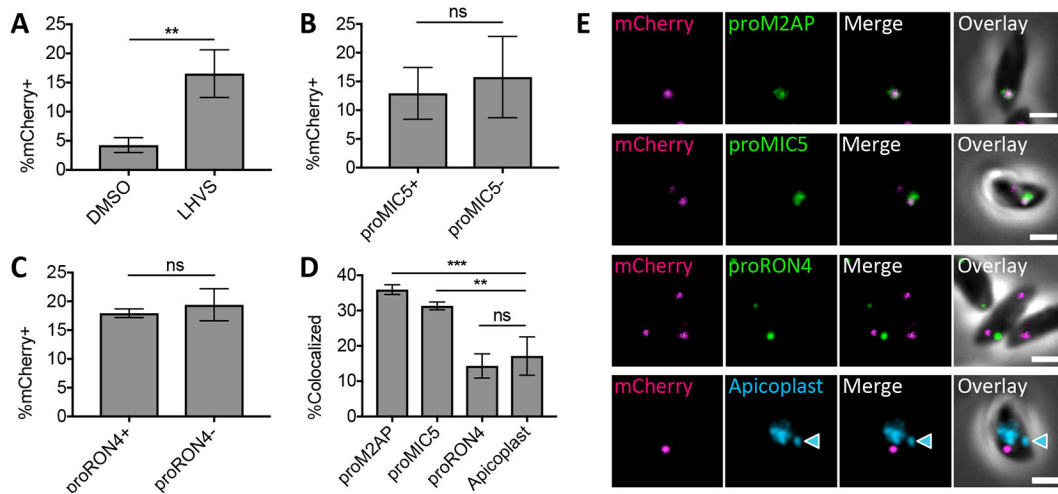 A
%mCherry+
25
20
15
10
5
0
**
DMSO
LHVS
B
%mCherry+
25
20
15
10
5
0
ns
proMIC5+
proMIC5-
C
%mCherry+
25
20
15
10
5
0
ns
proRON4+
proRON4-
D
%Colocalized
40
30
20
10
0
***
**
ns
proM2AP
proMIC5
proRON4
Apicoplast
E
mCherry proM2AP Merge Overlay
mCherry proMIC5 Merge Overlay
mCherry proRON4 Merge Overlay
mCherry Apicoplast Merge Overlay